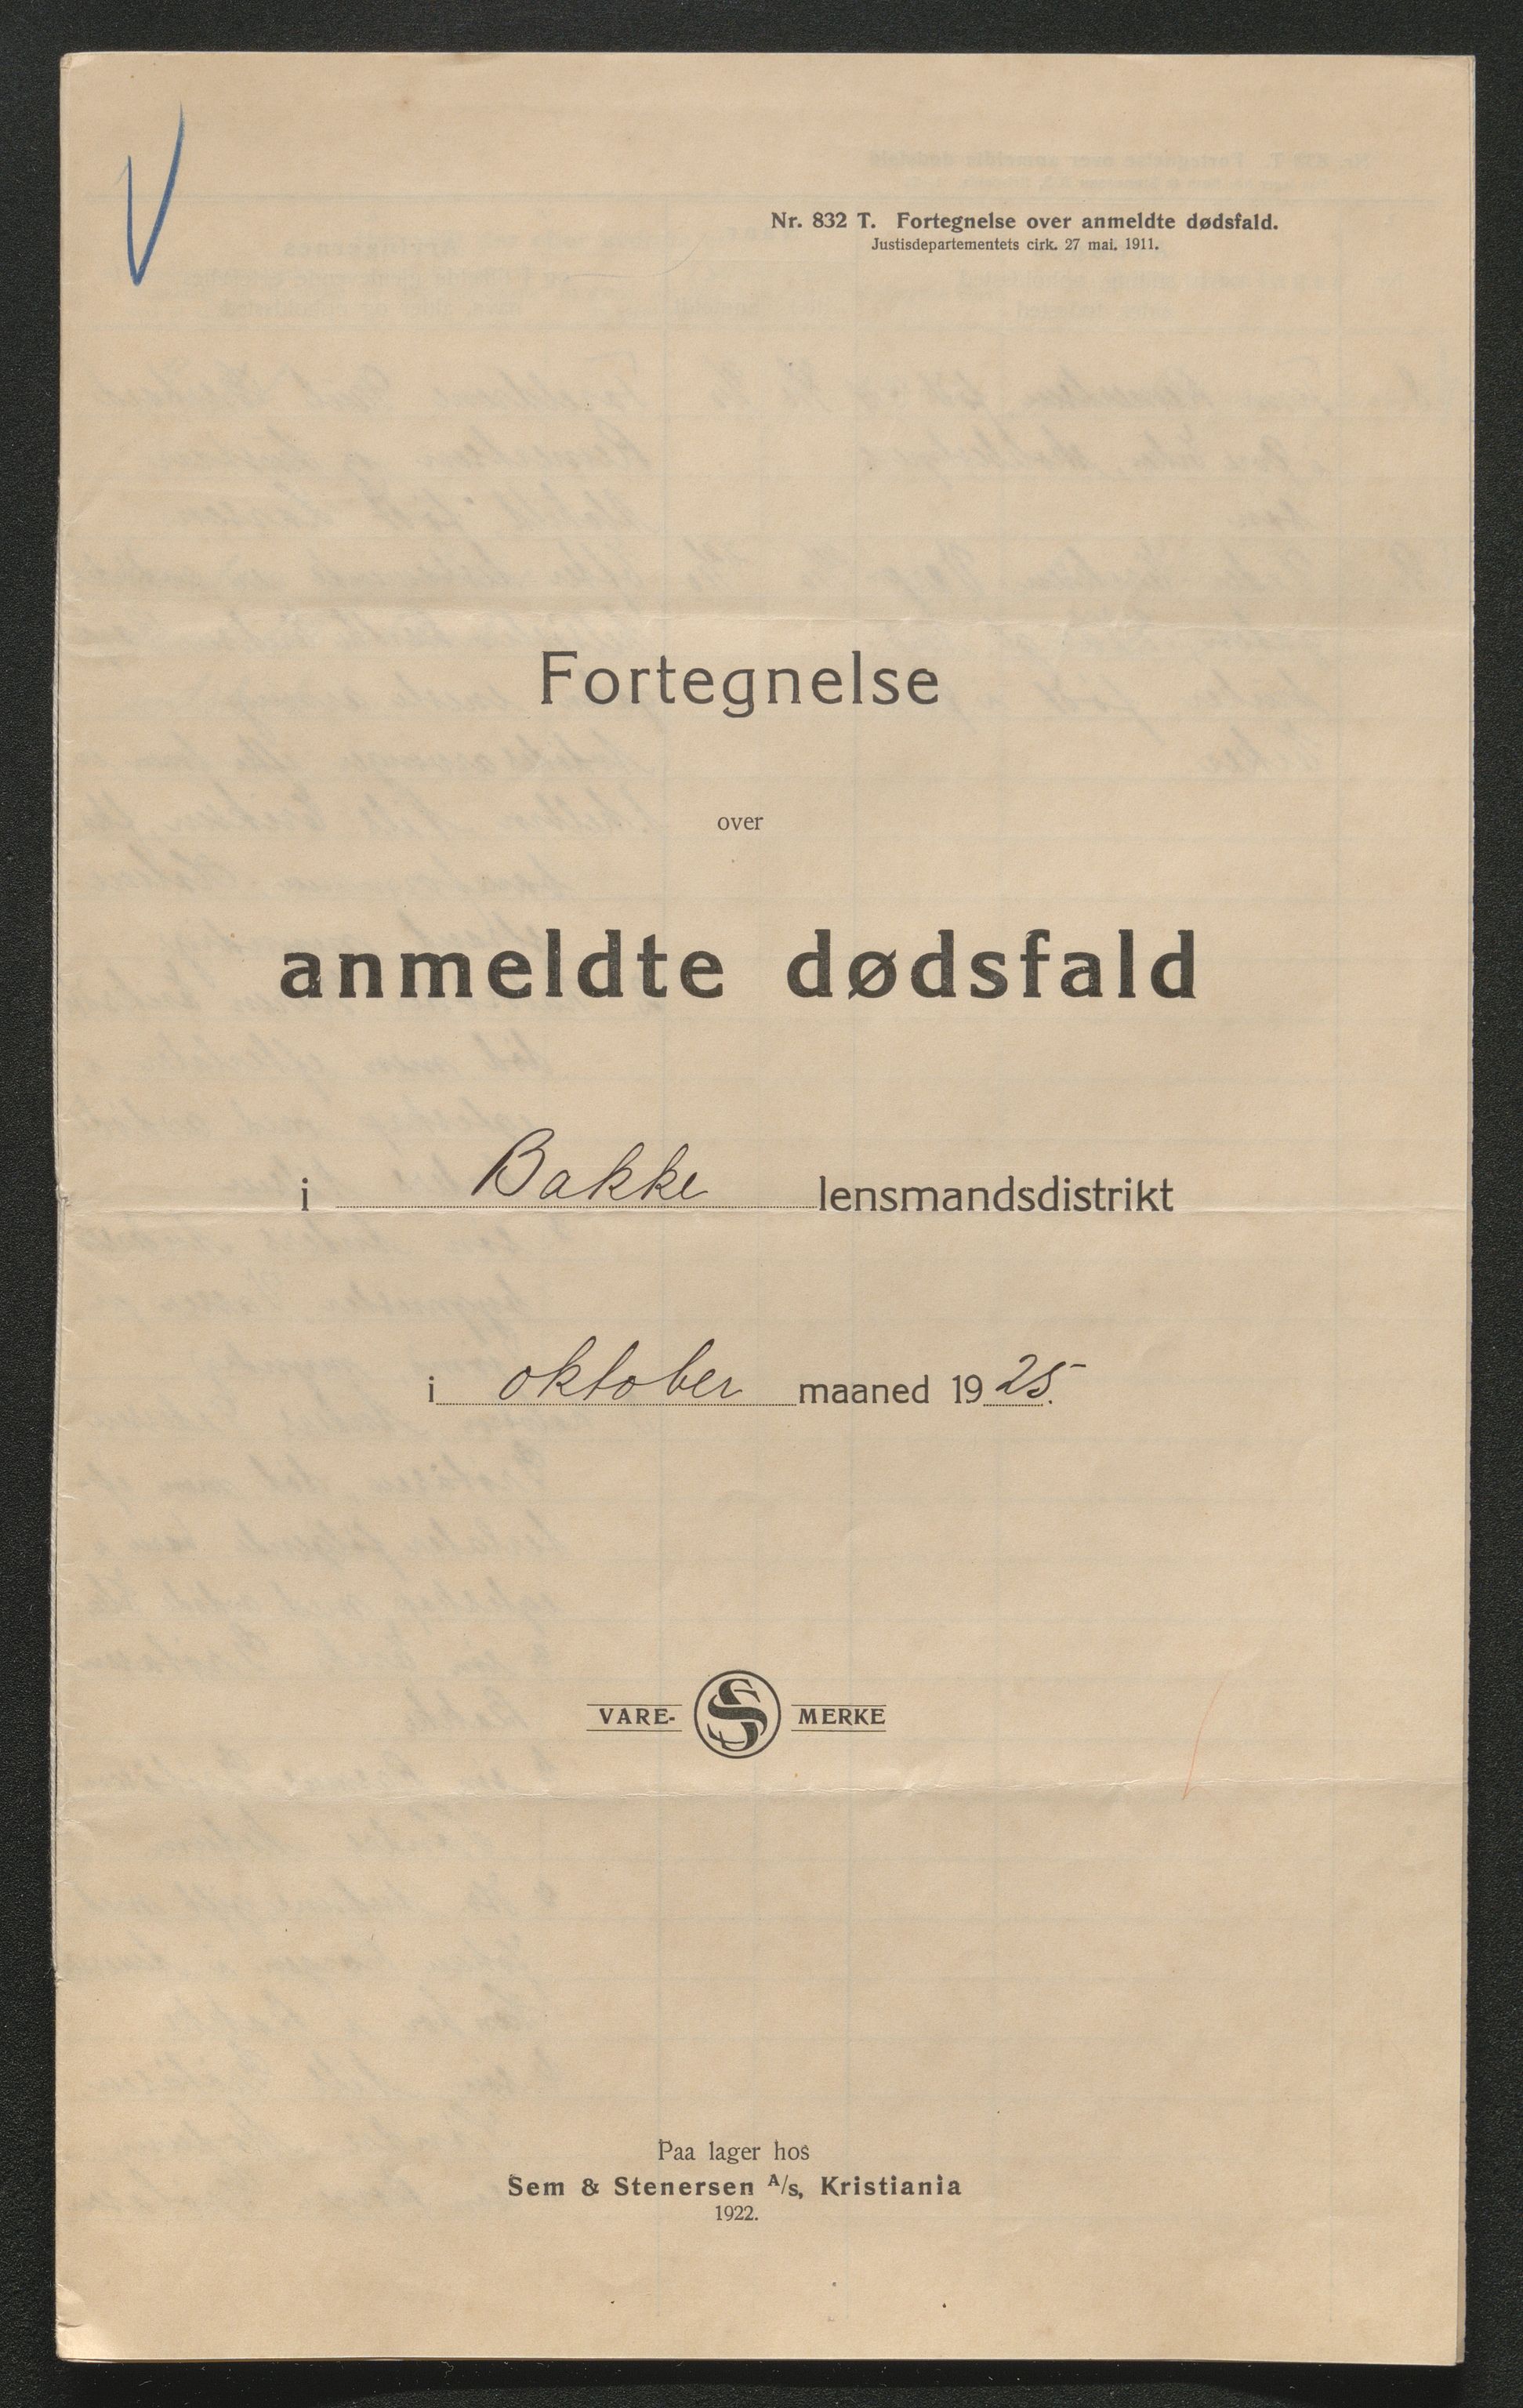 Nr. 832 T. Fortegnelse over anmeldte dødsfald.
Justisdepartementets cirk. 27 mai. 1911.
Fortegnelse
over
anmeldte dødsfald
i Bakke lensmandsdistrikt
i oktober maaned 1925.
VARE- S MERKE
Paa lager hos
Sem & Stenersen A/s, Kristiania
1922.